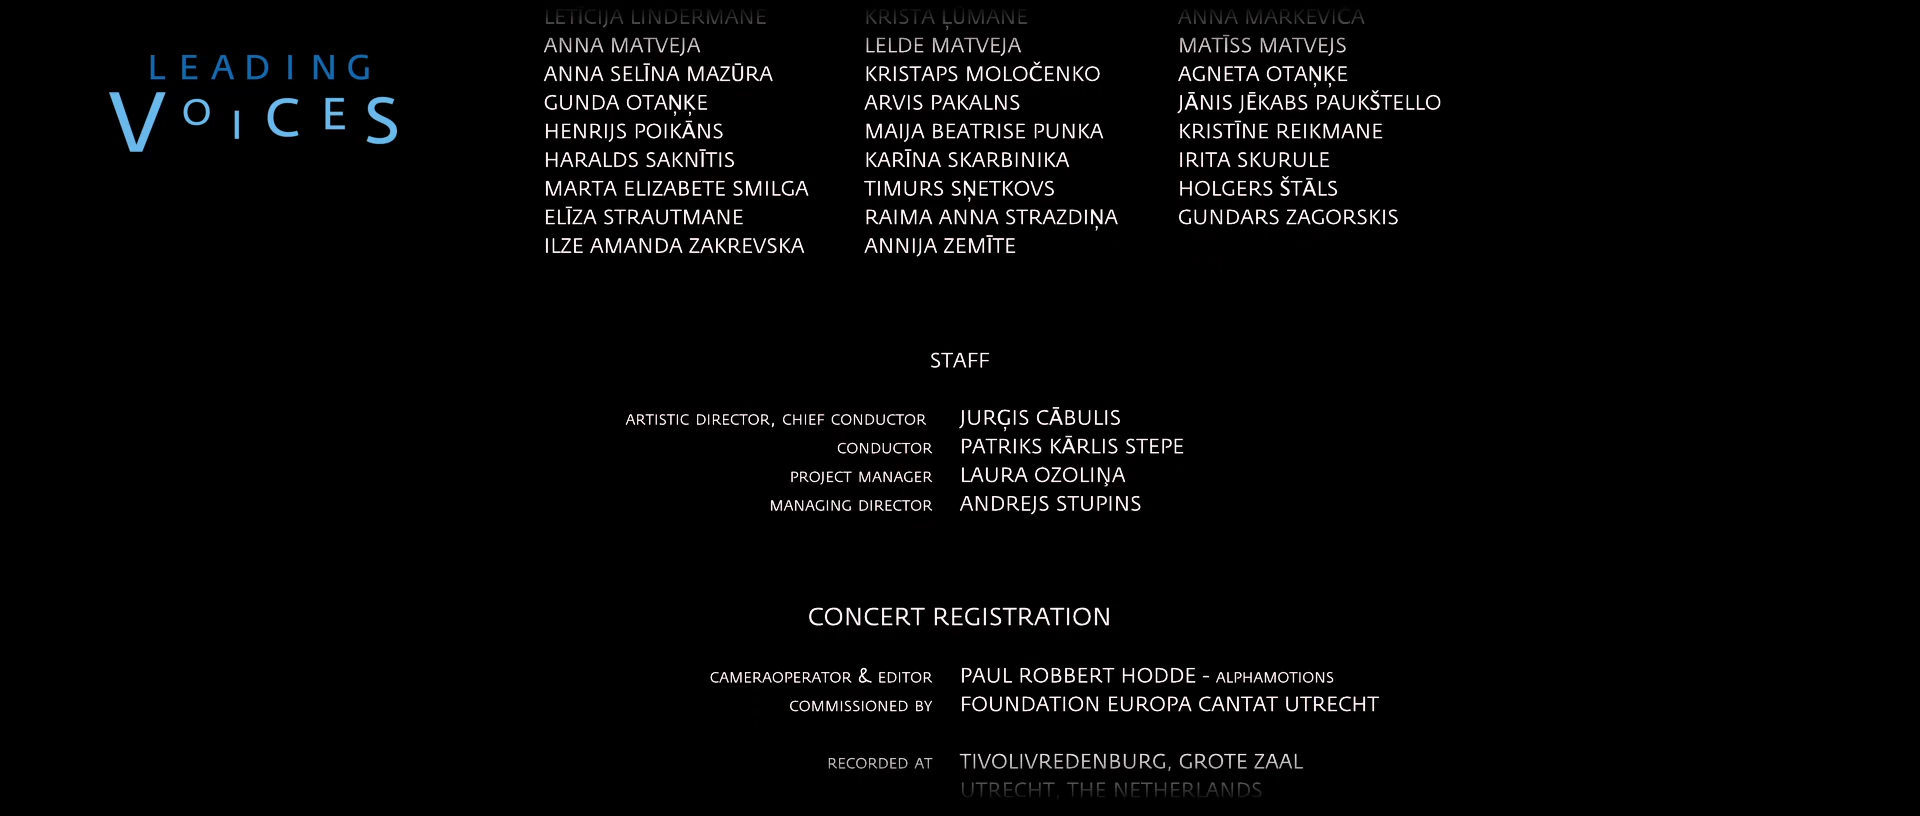 LEADING
VOICES
LETĪCIJA LINDERMANE KRISTA ĻŪMANE ANNA MARKEVIČA
ANNA MATVEJA LELDE MATVEJA MATĪSS MATVEJS
ANNA SELĪNA MAZŪRA KRISTAPS MOLOČENKO AGNETA OTAŅĶE
GUNDA OTAŅĶE ARVIS PAKALNS JĀNIS JĒKABS PAUKŠTELLO
HENRIJS POIKĀNS MAIJA BEATRISE PUNKA KRISTĪNE REIKMANE
HARALDS SAKNĪTIS KARĪNA SKARBINIKA IRITA SKURULE
MARTA ELIZABETE SMILGA TIMURS SŅETKOVS HOLGERS ŠTĀLS
ELĪZA STRAUTMANE RAIMA ANNA STRAZDIŅA GUNDARS ZAGORSKIS
ILZE AMANDA ZAKREVSKA ANNIJA ZEMĪTE
STAFF
ARTISTIC DIRECTOR, CHIEF CONDUCTOR JURĢIS CĀBULIS
CONDUCTOR PATRIKS KĀRLIS STEPE
PROJECT MANAGER LAURA OZOLIŅA
MANAGING DIRECTOR ANDREJS STUPINS
CONCERT REGISTRATION
CAMERAOPERATOR & EDITOR PAUL ROBBERT HODDE - ALPHAMOTIONS
COMMISSIONED BY FOUNDATION EUROPA CANTAT UTRECHT
RECORDED AT TIVOLIVREDENBURG, GROTE ZAAL
UTRECHT, THE NETHERLANDS